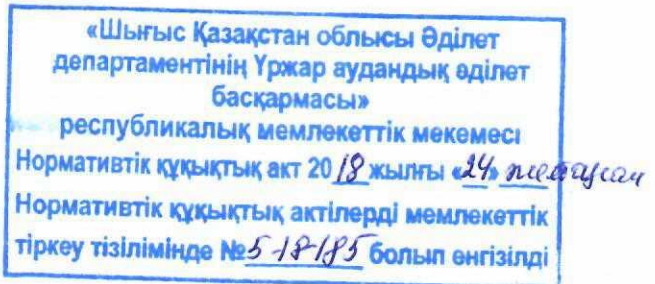 «Шығыс Қазақстан облысы Әділет
департаментінің Үржар аудандық әділет
басқармасы»
республикалық мемлекеттік мекемесі
Нормативтік құқықтық акт 2018 жылғы «24»
Нормативтік құқықтық актілерді мемлекеттік
тіркеу тізілімінде №5-18-185 болып енгізілді